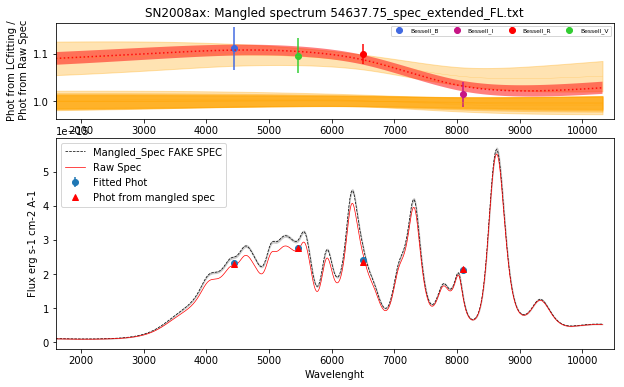 SN2008ax: Mangled spectrum 54637.75_spec_extended_FL.txt
Phot from LCfitting /
Phot from Raw Spec
1.1
1.0
Bessell_B
Bessell_I
Bessell_R
Bessell_V
2000 3000 4000 5000 6000 7000 8000 9000 10000
Mangled_Spec FAKE SPEC
Raw Spec
Fitted Phot
Phot from mangled spec
Flux erg s-1 cm-2 A-1
5
4
3
2
1
0
2000 3000 4000 5000 6000 7000 8000 9000 10000
Wavelenght